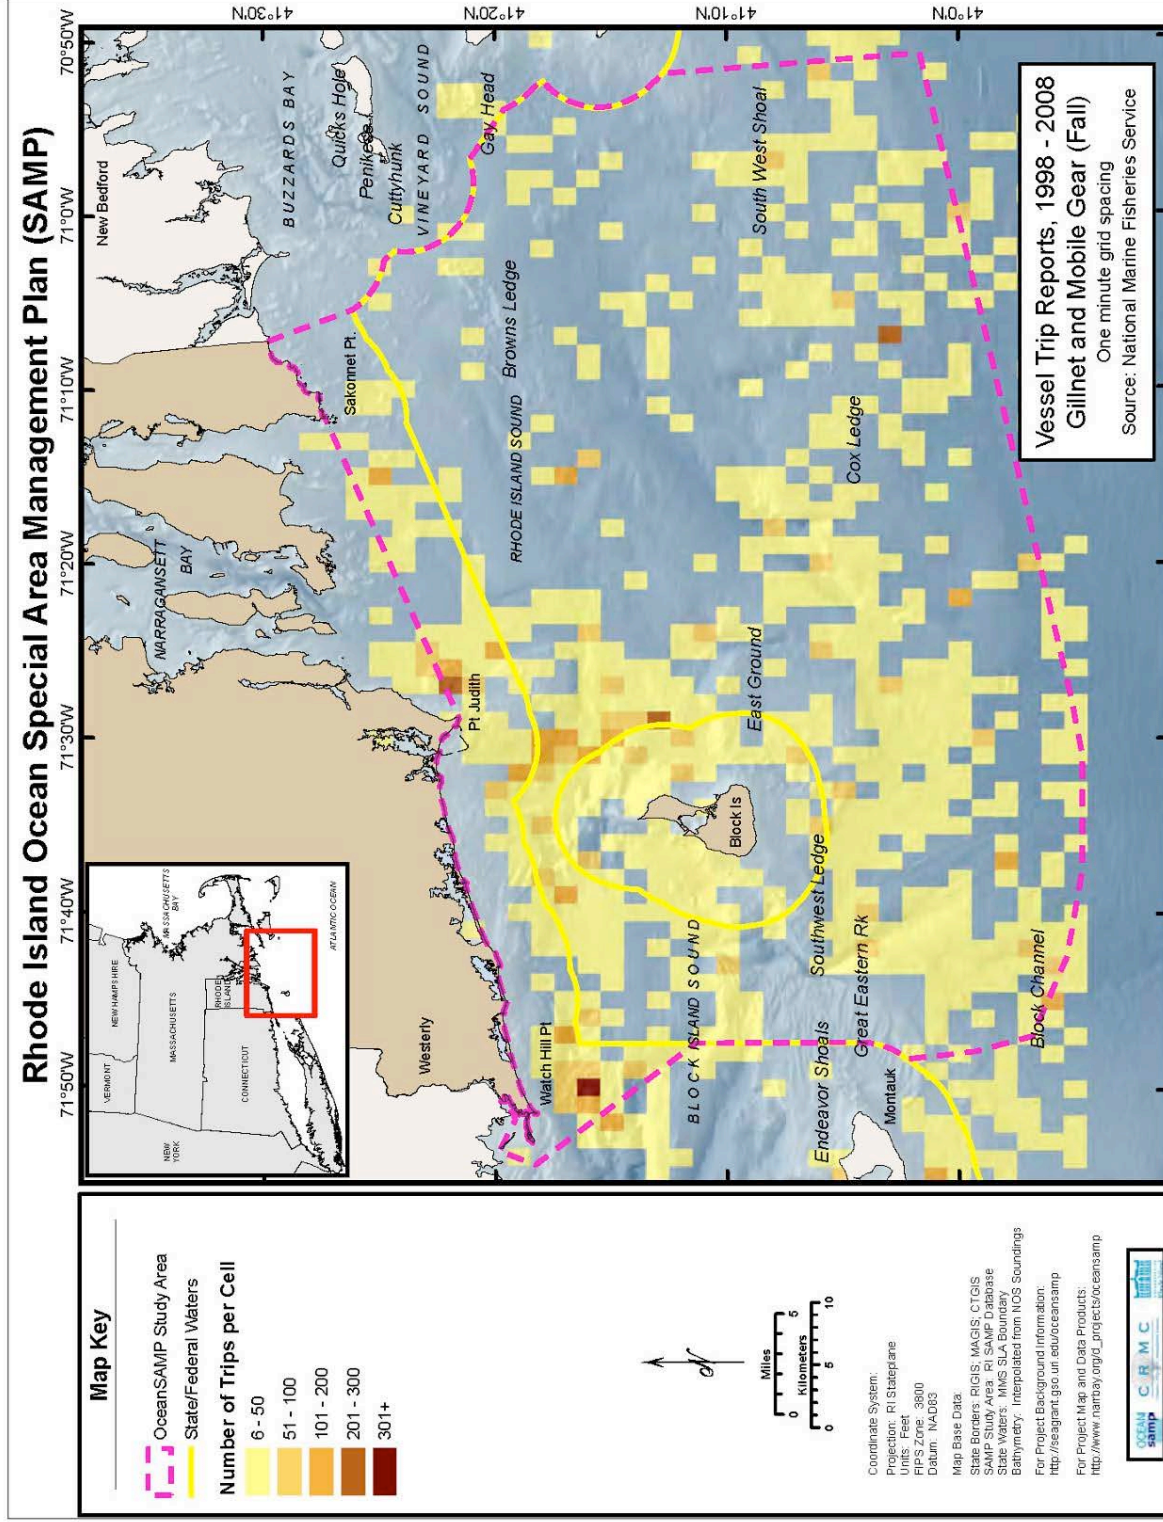 Rhode Island Ocean Special Area Management Plan (SAMP)
Map Key
OceanSAMP Study Area
State/Federal Waters
Number of Trips per Cell
6 - 50
51 - 100
101 - 200
201 - 300
301+
Miles
0
5
Kilometers
0
5
10
Coordinate System:
Projection: RI Stateplane
Units: Feet
FIPS Zone: 3800
Datum: NAD83
Map Base Data:
State Borders: RIGIS; MAGIS; CTGIS
SAMP Study Area: RI SAMP Database
State Waters: MMS SLA Boundary
Bathymetry: Interpolated from NOS Soundings
For Project Background Information:
http://seagrant.gso.uri.edu/oceansamp
For Project Map and Data Products:
http://www.narrbay.org/d_projects/oceansamp
OCEAN
samp
C R M C
71°50'W
71°40'W
71°30'W
71°20'W
71°10'W
71°0'W
70°50'W
41°30'N
41°20'N
41°10'N
41°0'N
VERMONT
NEW HAMPSHIRE
NEW
YORK
MASSACHUSETTS
MASSACHUSETTS
BAY
CONNECTICUT
RHODE
ISLAND
ATLANTIC OCEAN
New Bedford
NARRAGANSETT
BAY
BUZZARDS BAY
Quicks Hole
Penikese
Cuttyhunk
VINEYARD SOUND
Gay Head
Sakonnet Pt.
Westerly
Pt Judith
Watch Hill Pt
RHODE ISLAND SOUND
Browns Ledge
BLOCK ISLAND SOUND
Block Is
East Ground
South West Shoal
Southwest Ledge
Endeavor Shoals
Great Eastern Rk
Cox Ledge
Montauk
Block Channel
Vessel Trip Reports, 1998 - 2008
Gillnet and Mobile Gear (Fall)
One minute grid spacing
Source: National Marine Fisheries Service